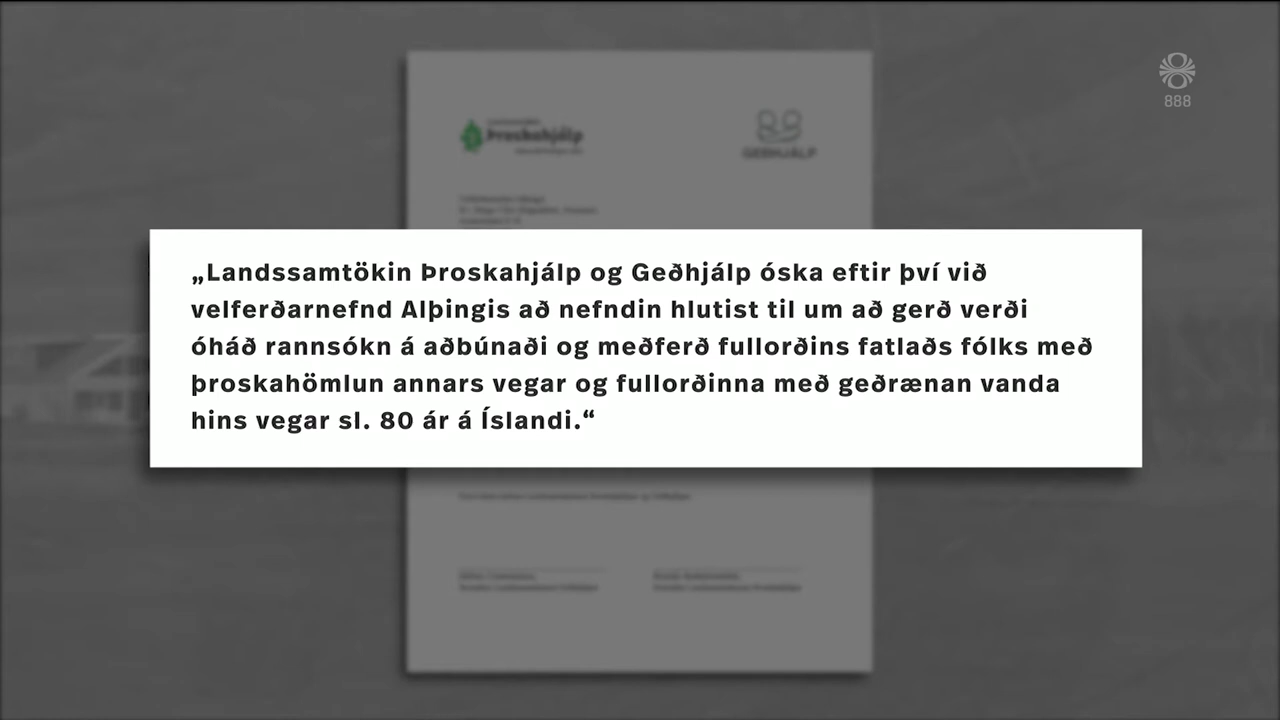 888
Þroskahjálp
GEÐHJÁLP
„Landssamtökin Þroskahjálp og Geðhjálp óska eftir því við
velferðarnefnd Alþingis að nefndin hlutist til um að gerð verði
óháð rannsókn á aðbúnaði og meðferð fullorðins fatlaðs fólks með
þroskahömlun annars vegar og fullorðinna með geðrænan vanda
hins vegar sl. 80 ár á Íslandi.“